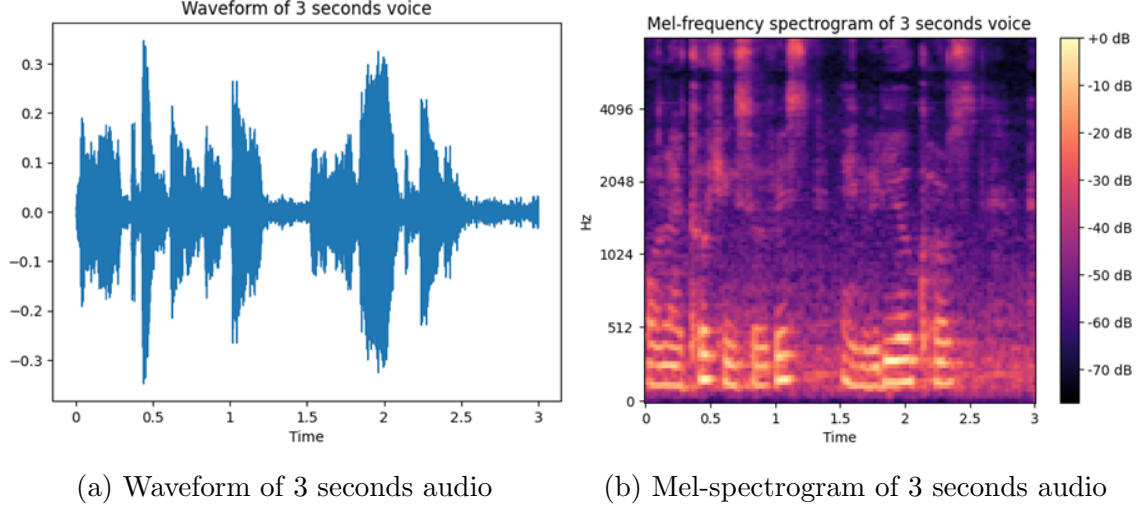 Waveform of 3 seconds voice
0.3
0.2
0.1
0.0
−0.1
−0.2
−0.3
0
0.5
1
1.5
2
2.5
3
Time
Mel-frequency spectrogram of 3 seconds voice
Hz
4096
2048
1024
512
0
0
0.5
1
1.5
2
2.5
3
Time
+0 dB
-10 dB
-20 dB
-30 dB
-40 dB
-50 dB
-60 dB
-70 dB
(a) Waveform of 3 seconds audio
(b) Mel-spectrogram of 3 seconds audio